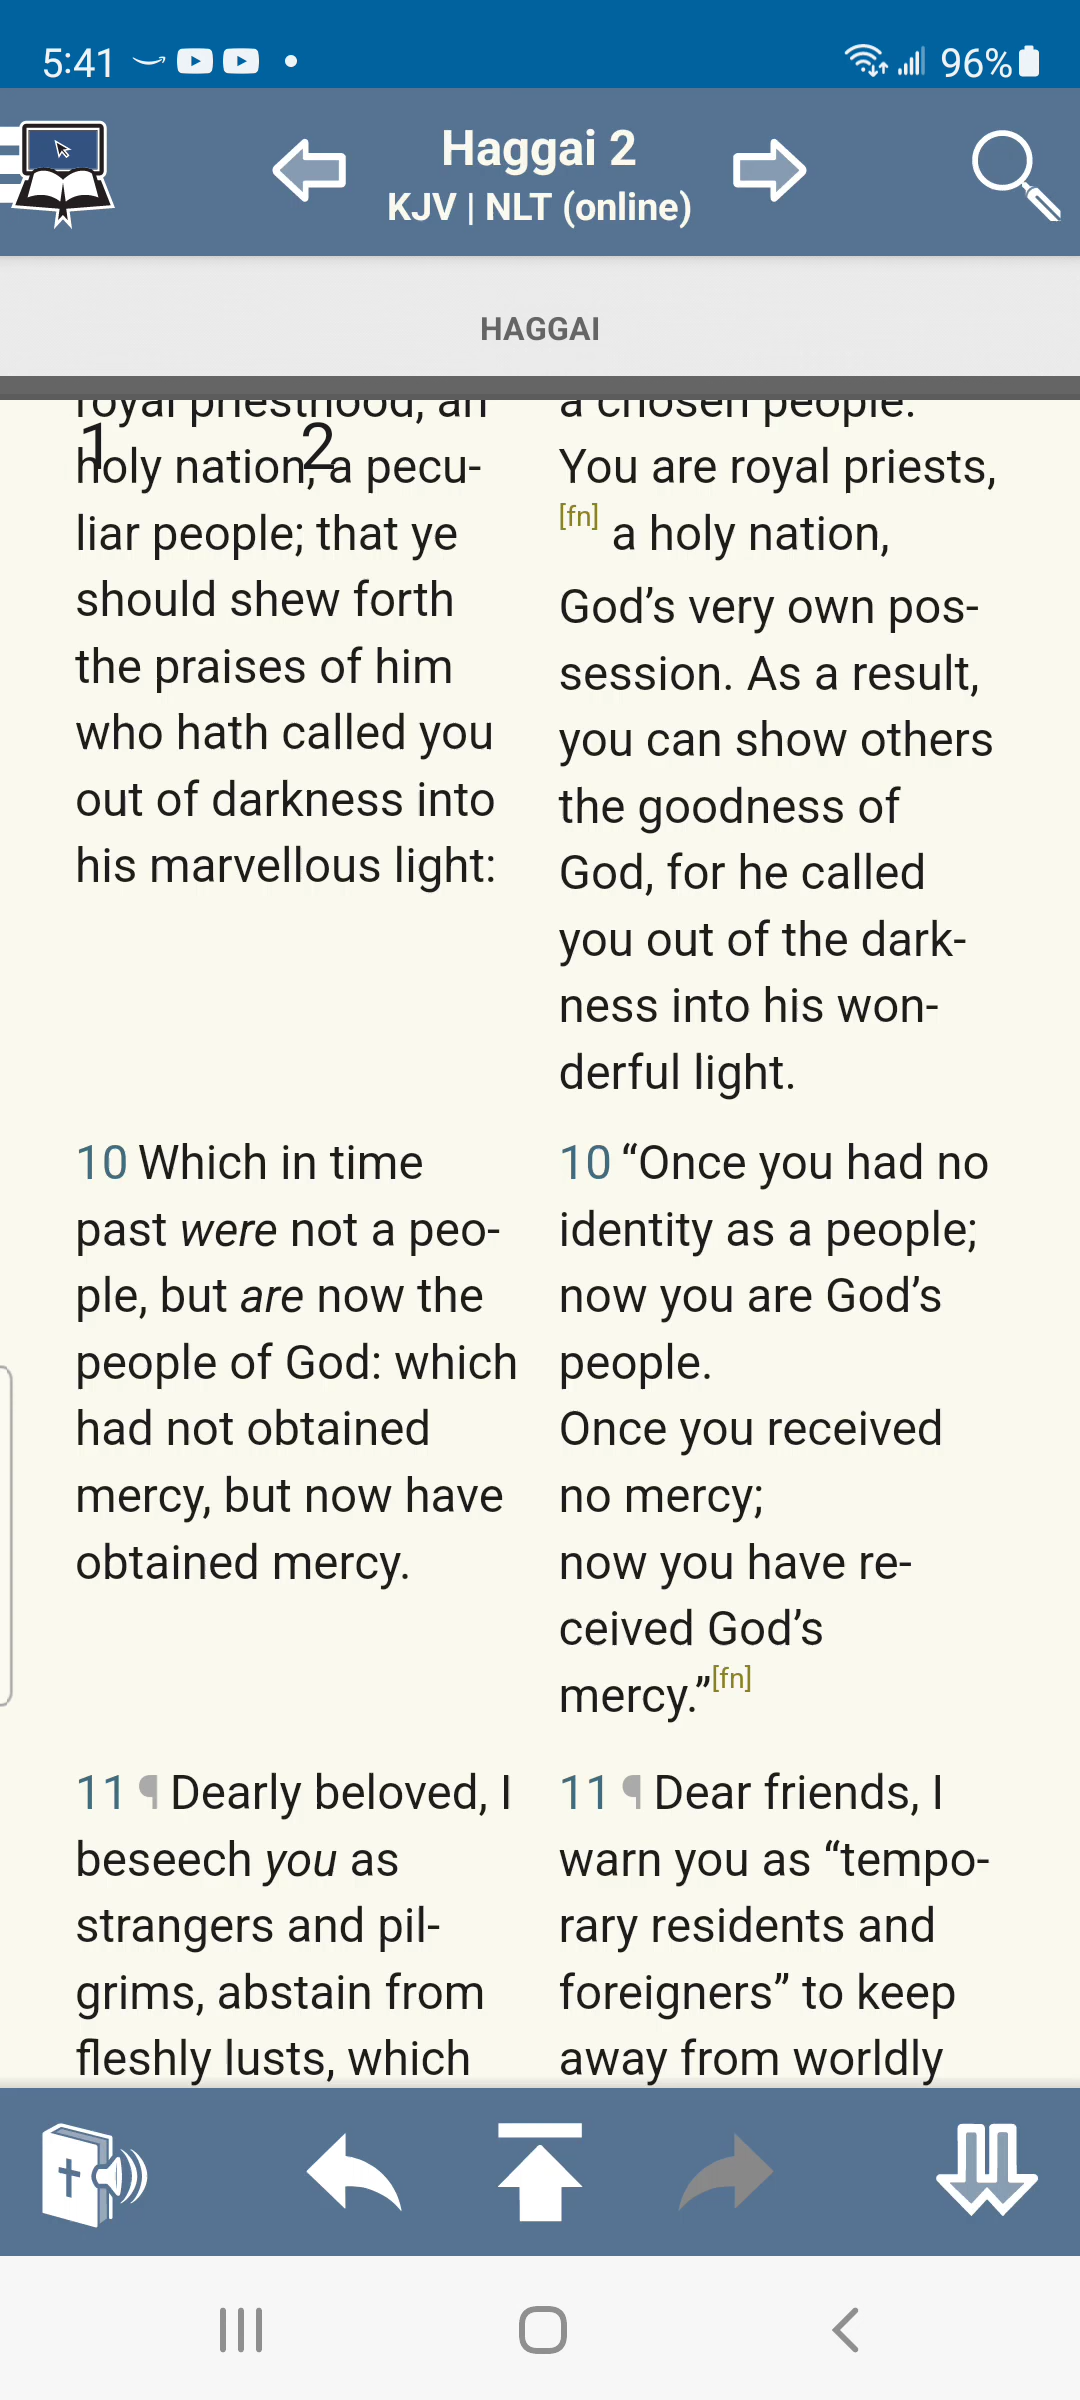 5:41
96%
Haggai 2
KJV | NLT (online)
HAGGAI
1 2
royal priesthood, an
holy nation, a pecu-
liar people; that ye
should shew forth
the praises of him
who hath called you
out of darkness into
his marvellous light:
a chosen people.
You are royal priests,
[fn] a holy nation,
God’s very own pos-
session. As a result,
you can show others
the goodness of
God, for he called
you out of the dark-
ness into his won-
derful light.
10 Which in time
past were not a peo-
ple, but are now the
people of God: which
had not obtained
mercy, but now have
obtained mercy.
10 “Once you had no
identity as a people;
now you are God’s
people.
Once you received
no mercy;
now you have re-
ceived God’s
mercy.”[fn]
11 ¶ Dearly beloved, I
beseech you as
strangers and pil-
grims, abstain from
fleshly lusts, which
11 ¶ Dear friends, I
warn you as “tempo-
rary residents and
foreigners” to keep
away from worldly